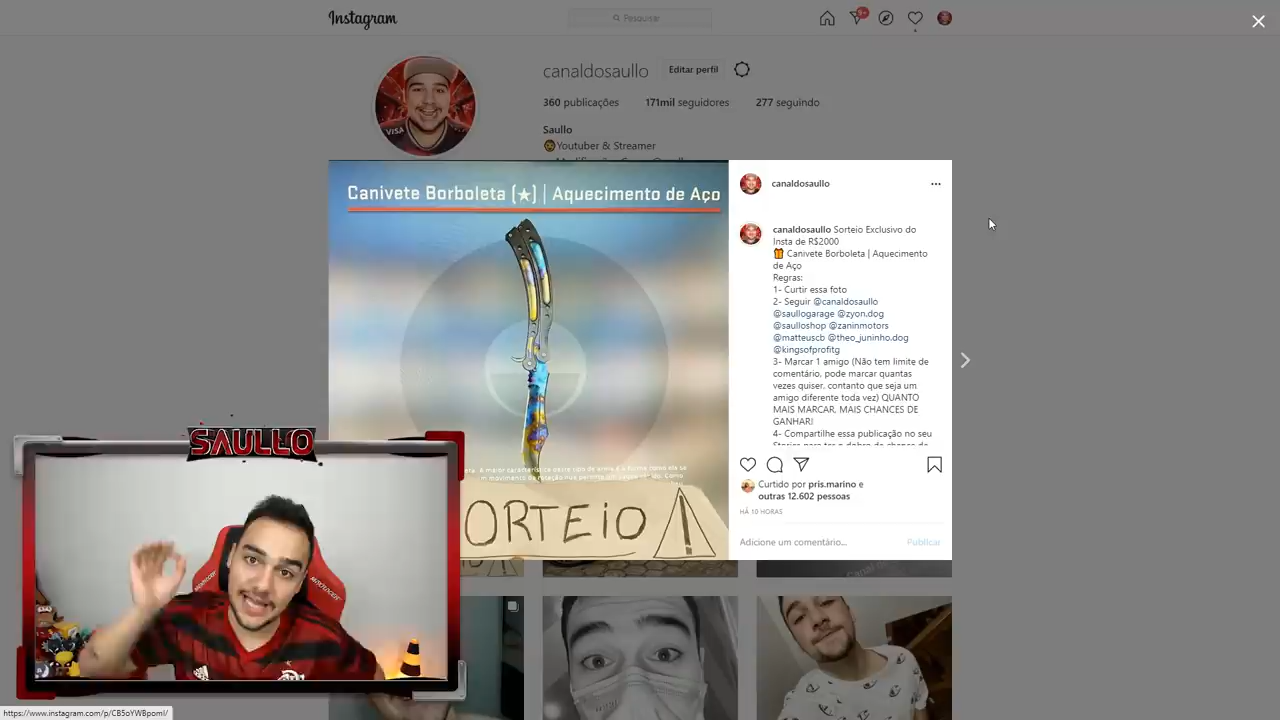 Instagram
Pesquisar
9+
canaldosaullo
Editar perfil
360 publicações
171mil seguidores
277 seguindo
Saullo
Youtuber & Streamer
VISA
Canivete Borboleta (★) | Aquecimento de Aço
canaldosaullo
canaldosaullo Sorteio Exclusivo do
Insta de R$2000
Canivete Borboleta | Aquecimento
de Aço
Regras:
1- Curtir essa foto
2- Seguir @canaldosaullo
@saullogarage @zyon.dog
@saulloshop @zaninmotors
@matteuscb @theo_juninho.dog
@kingsofprofitg
3- Marcar 1 amigo (Não tem limite de
comentário, pode marcar quantas
vezes quiser, contanto que seja um
amigo diferente toda vez) QUANTO
MAIS MARCAR, MAIS CHANCES DE
GANHAR!
4- Compartilhe essa publicação no seu
Curtido por pris.marino e
outras 12.602 pessoas
HÁ 10 HORAS
Adicione um comentário...
Publicar
ORTEIO
SAULLO
https://www.instagram.com/p/CB5oYWBpomI/